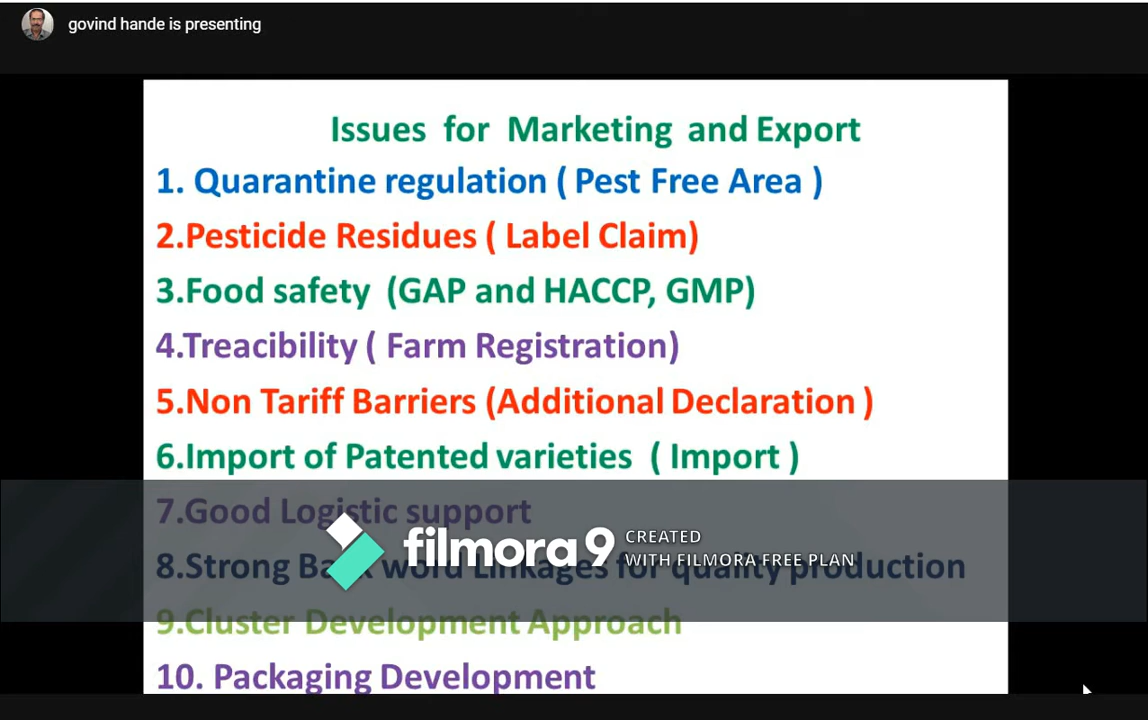 govind hande is presenting
Issues for Marketing and Export
1. Quarantine regulation ( Pest Free Area )
2.Pesticide Residues ( Label Claim)
3.Food safety (GAP and HACCP, GMP)
4.Treacibility ( Farm Registration)
5.Non Tariff Barriers (Additional Declaration )
6.Import of Patented varieties ( Import )
7.Good Logistic support
8.Strong Back word Linkages for quality production
filmora9 CREATED
WITH FILMORA FREE PLAN
9.Cluster Development Approach
10. Packaging Development